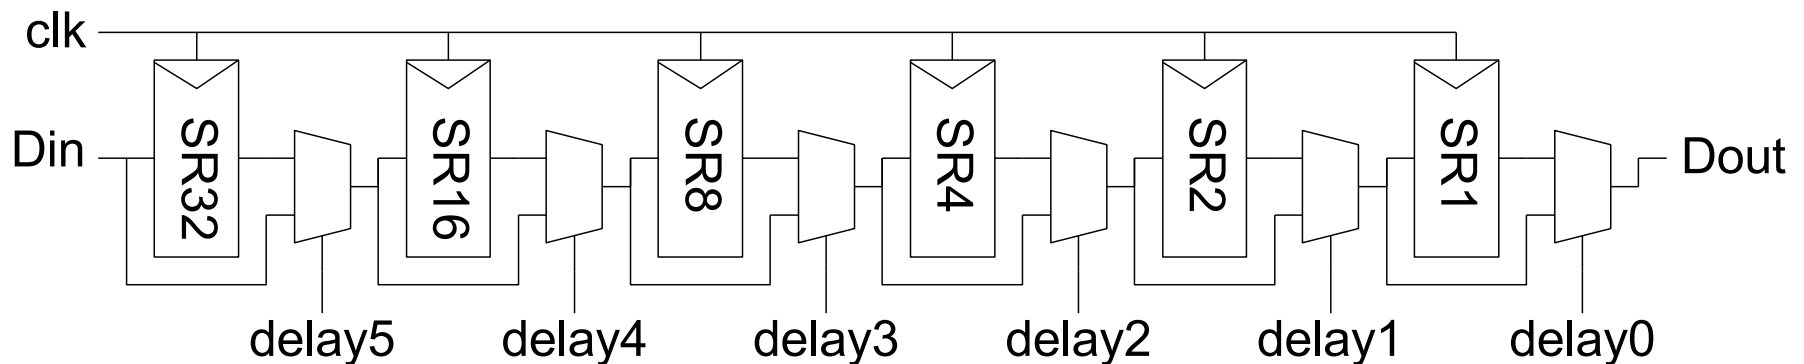 clk
Din
SR32
SR16
SR8
SR4
SR2
SR1
Dout
delay5
delay4
delay3
delay2
delay1
delay0